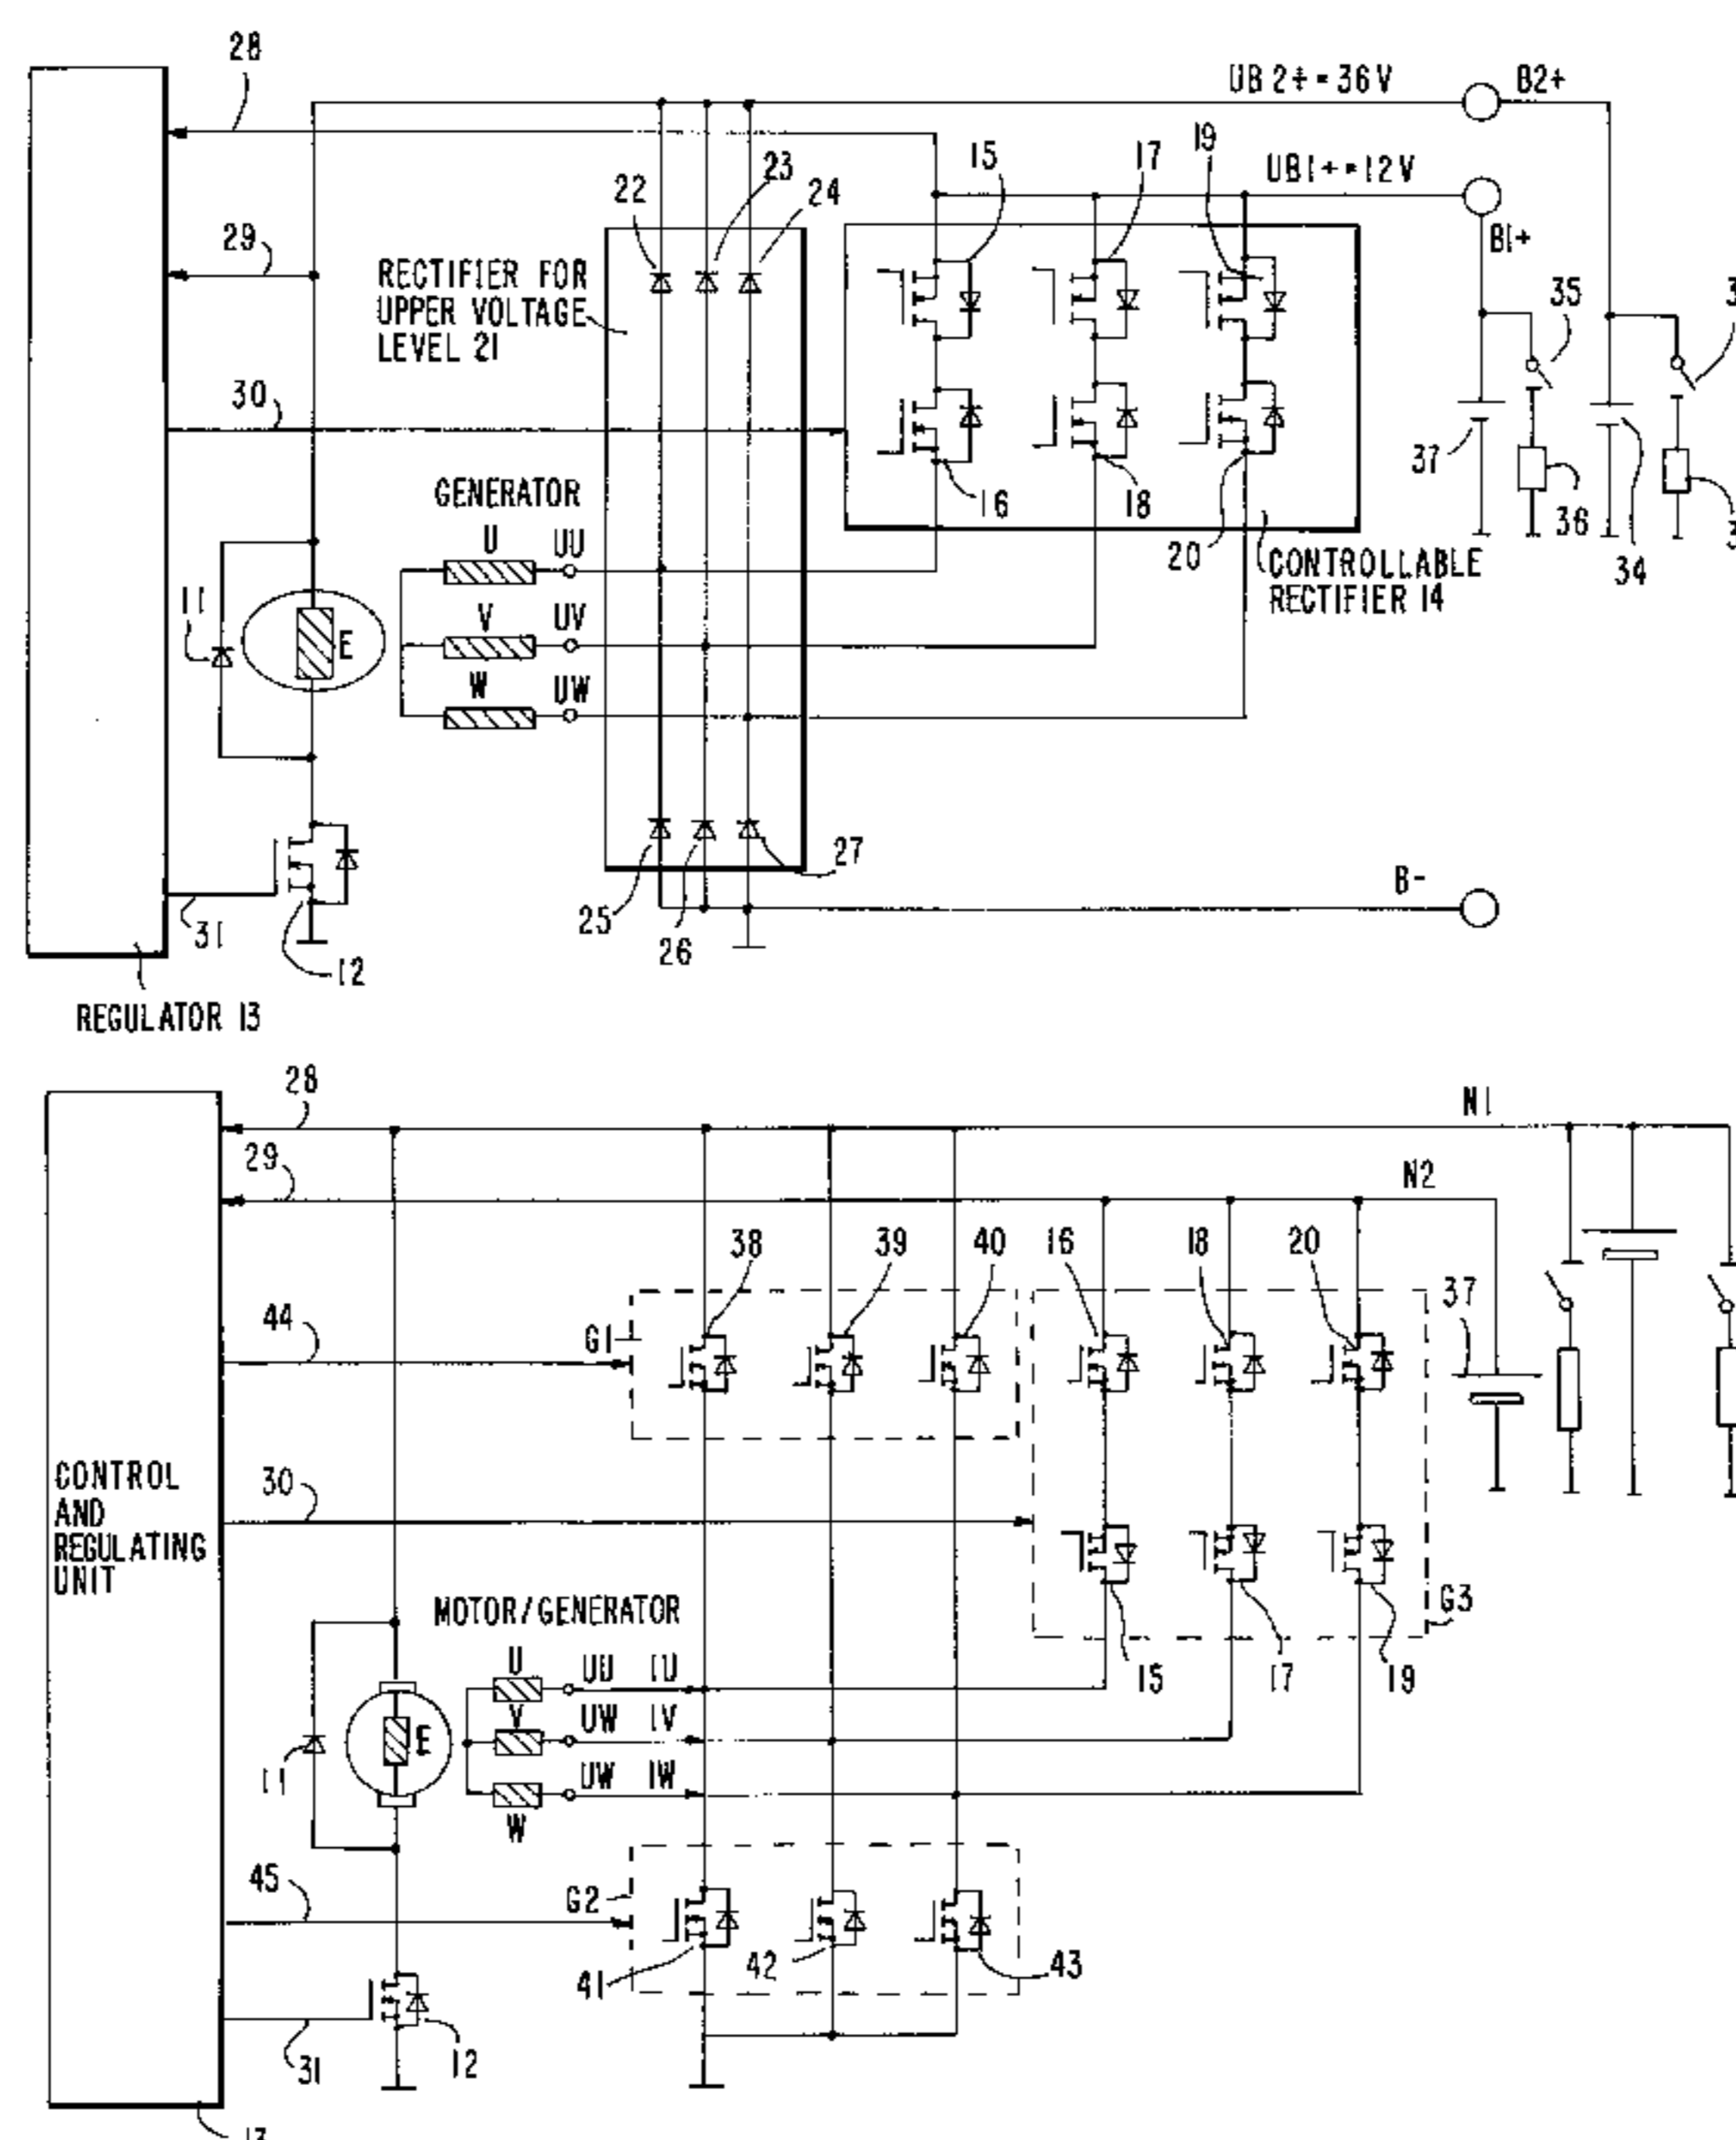 28
UB2+=36V
B2+
29
RECTIFIER FOR
UPPER VOLTAGE
LEVEL 21
22
23
24
15
17
19
UB1+=12V
B1+
35
30
37
36
34
GENERATOR
U
UU
V
UV
W
UW
16
18
20
CONTROLLABLE
RECTIFIER 14
11
E
25
26
27
B-
31
12
REGULATOR 13
28
N1
29
N2
38
39
40
16
18
20
37
44
G1
CONTROL
AND
REGULATING
UNIT
30
G3
15
17
19
MOTOR/GENERATOR
U
UU
IU
V
UW
IV
UW
IW
W
11
E
45
G2
41
42
43
31
12